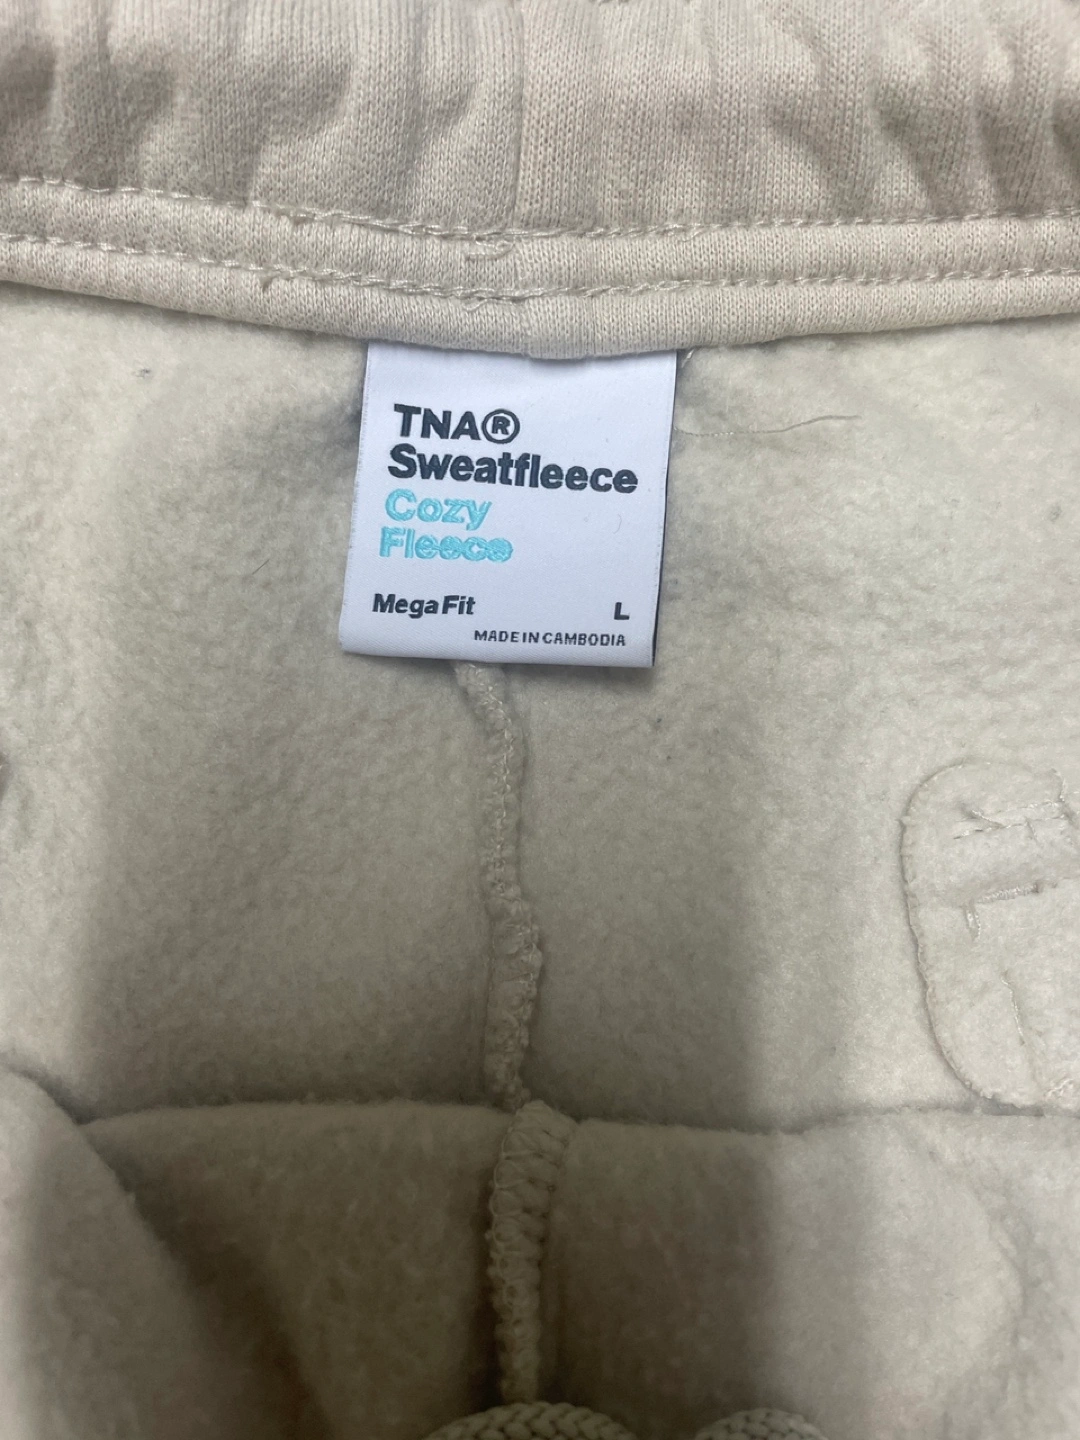 TNA®
Sweatfleece
Cozy
Fleece
Mega Fit L
MADE IN CAMBODIA